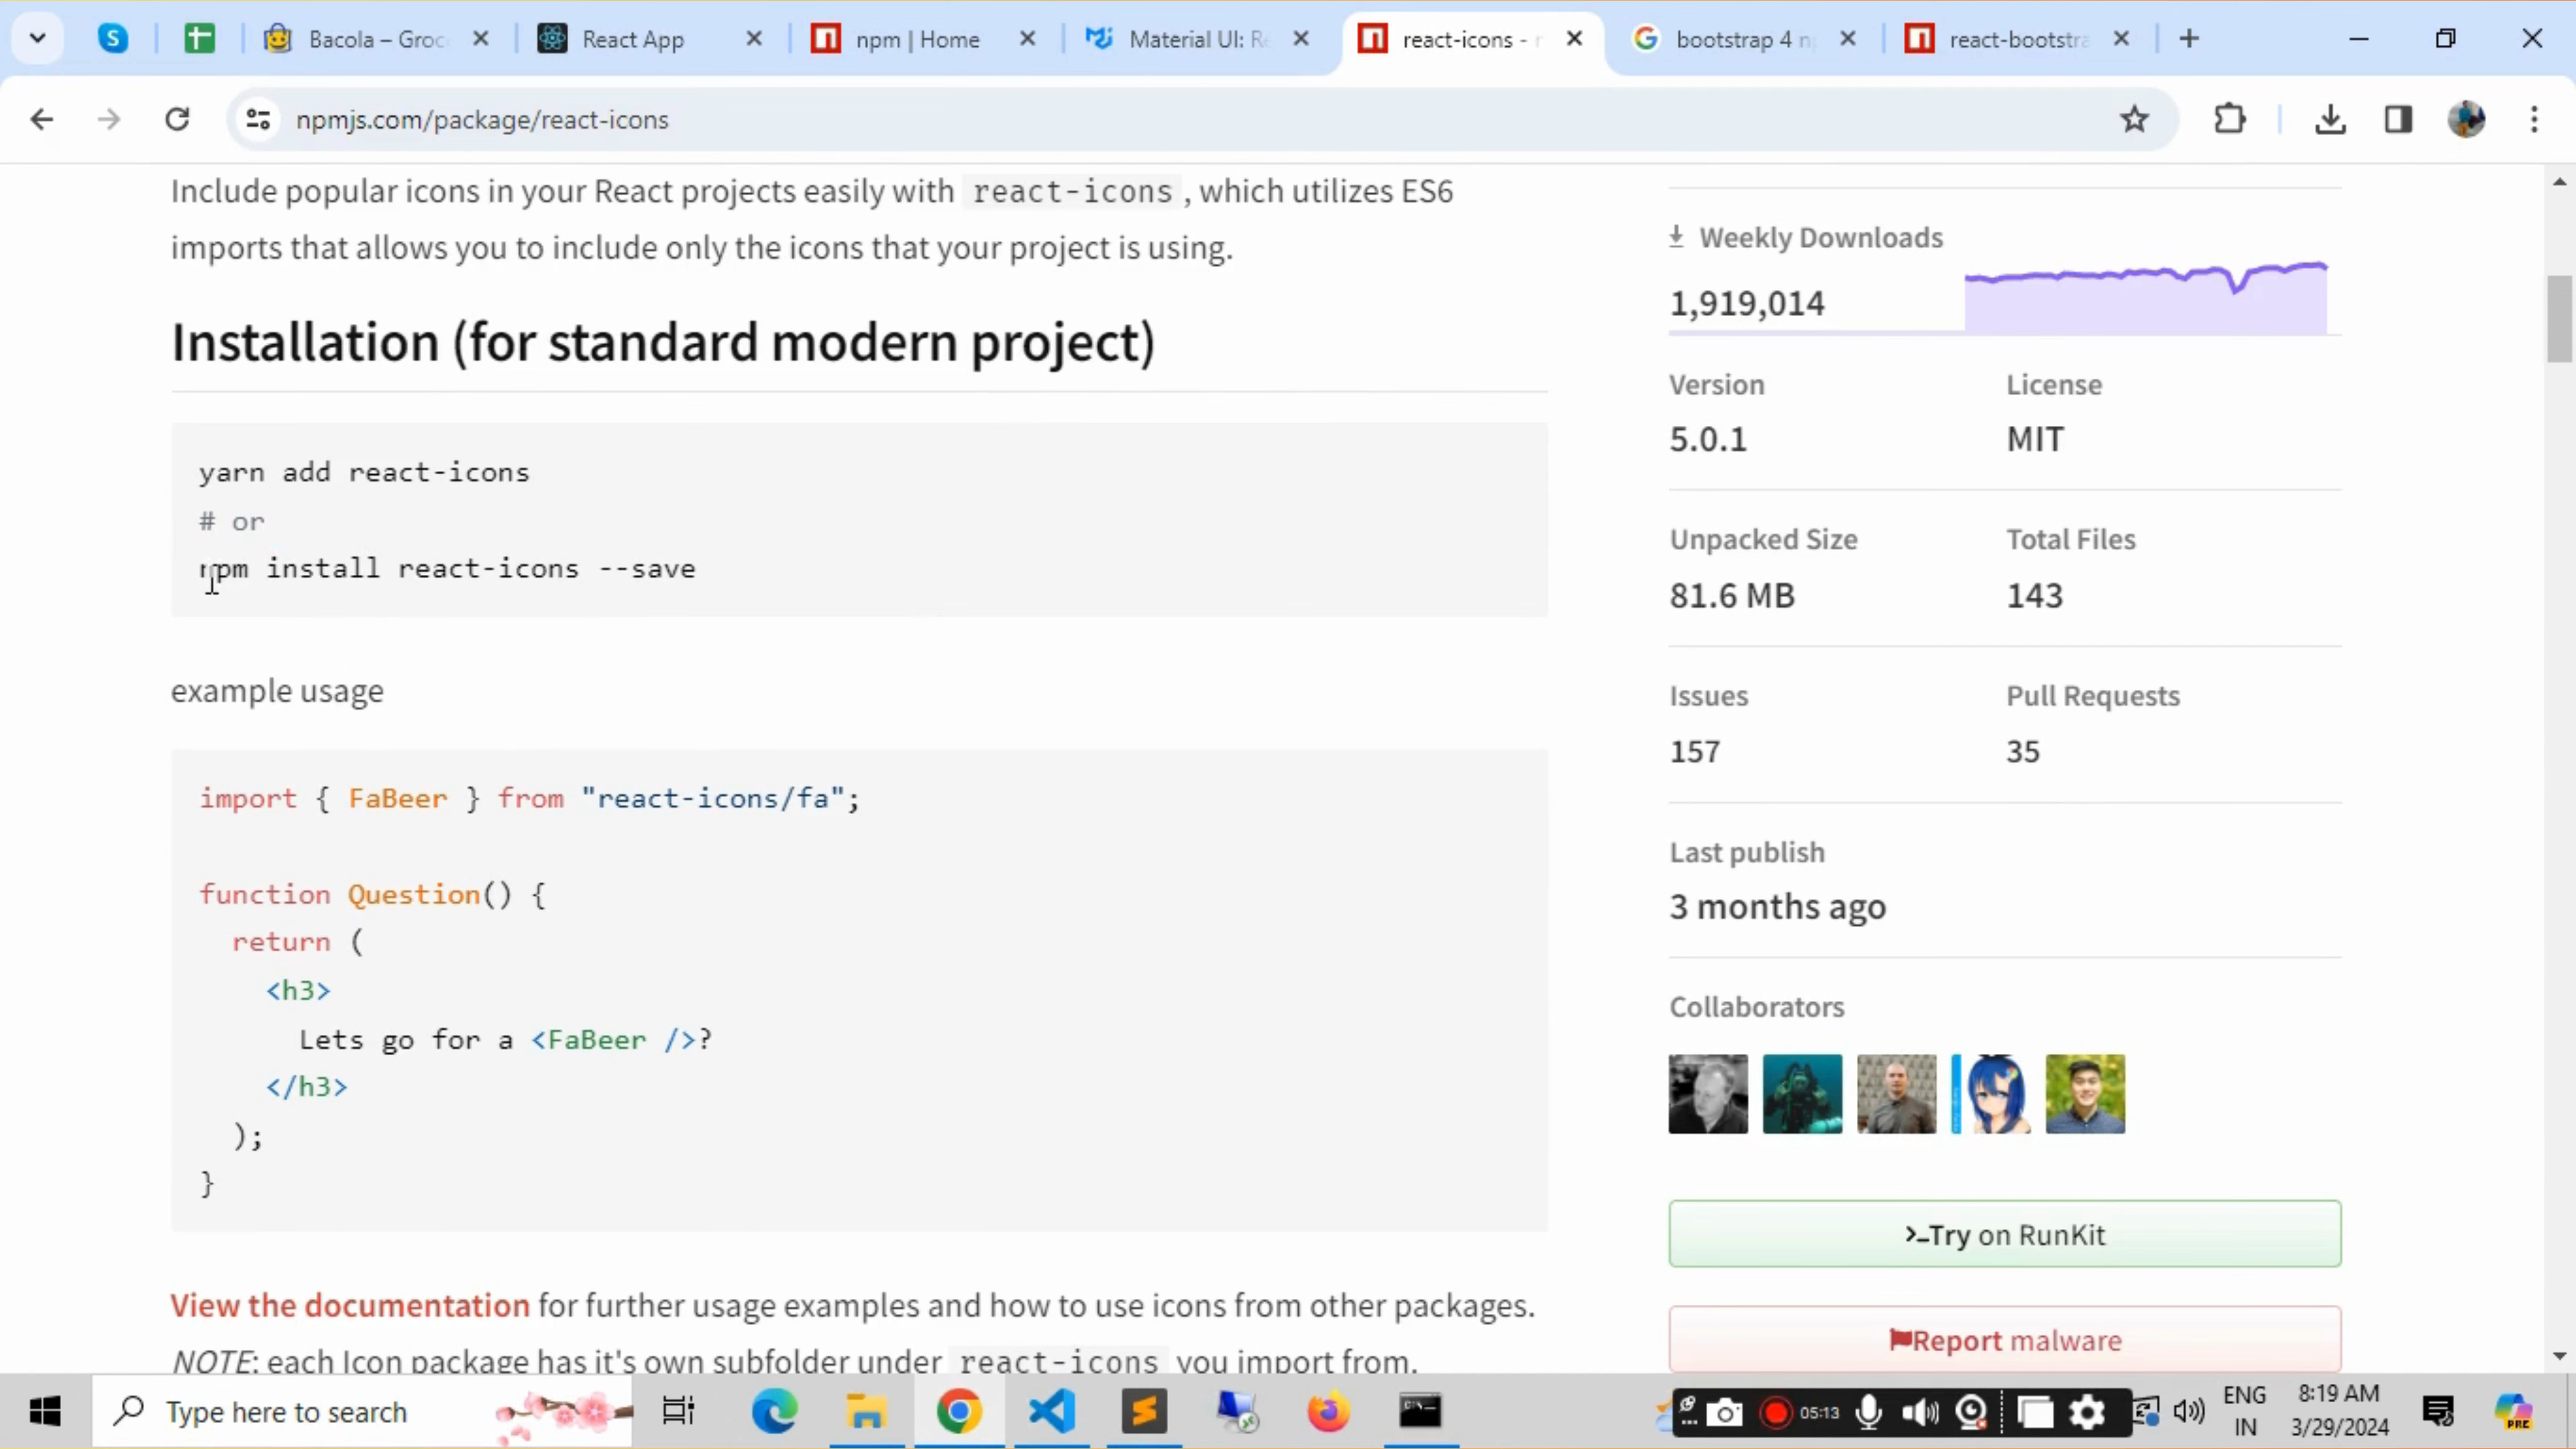 Bacola – Groc
React App
npm | Home
Material UI: Re
react-icons -
bootstrap 4 n
react-bootstra
npmjs.com/package/react-icons
Include popular icons in your React projects easily with react-icons, which utilizes ES6
imports that allows you to include only the icons that your project is using.
Installation (for standard modern project)
yarn add react-icons
# or
npm install react-icons --save
example usage
import { FaBeer } from "react-icons/fa";
function Question() {
return (
<h3>
Lets go for a <FaBeer />?
</h3>
);
}
View the documentation for further usage examples and how to use icons from other packages.
NOTE: each Icon package has it's own subfolder under react-icons you import from.
Weekly Downloads
1,919,014
Version
License
5.0.1
MIT
Unpacked Size
Total Files
81.6 MB
143
Issues
Pull Requests
157
35
Last publish
3 months ago
Collaborators
Try on RunKit
Report malware
Type here to search
05:13
ENG
IN
8:19 AM
3/29/2024
PRE